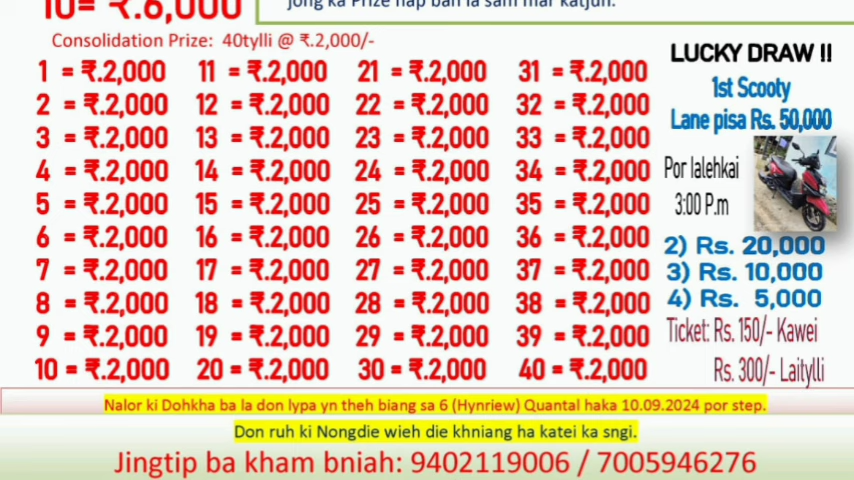 10= ₹.6,000
jong ka Prize hap ban ia sam mar katjuh.
Consolidation Prize: 40tylli @ ₹.2,000/-
1 = ₹.2,000 11 = ₹.2,000 21 = ₹.2,000 31 = ₹.2,000
2 = ₹.2,000 12 = ₹.2,000 22 = ₹.2,000 32 = ₹.2,000
3 = ₹.2,000 13 = ₹.2,000 23 = ₹.2,000 33 = ₹.2,000
4 = ₹.2,000 14 = ₹.2,000 24 = ₹.2,000 34 = ₹.2,000
5 = ₹.2,000 15 = ₹.2,000 25 = ₹.2,000 35 = ₹.2,000
6 = ₹.2,000 16 = ₹.2,000 26 = ₹.2,000 36 = ₹.2,000
7 = ₹.2,000 17 = ₹.2,000 27 = ₹.2,000 37 = ₹.2,000
8 = ₹.2,000 18 = ₹.2,000 28 = ₹.2,000 38 = ₹.2,000
9 = ₹.2,000 19 = ₹.2,000 29 = ₹.2,000 39 = ₹.2,000
10 = ₹.2,000 20 = ₹.2,000 30 = ₹.2,000 40 = ₹.2,000
LUCKY DRAW !!
1st Scooty
Lane pisa Rs. 50,000
Por ialehkai
3:00 P.m
2) Rs. 20,000
3) Rs. 10,000
4) Rs. 5,000
Ticket: Rs. 150/- Kawei
Rs. 300/- Laitylli
Nalor ki Dohkha ba la don lypa yn theh biang sa 6 (Hynriew) Quantal haka 10.09.2024 por step.
Don ruh ki Nongdie wieh die khniang ha katei ka sngi.
Jingtip ba kham bniah: 9402119006 / 7005946276